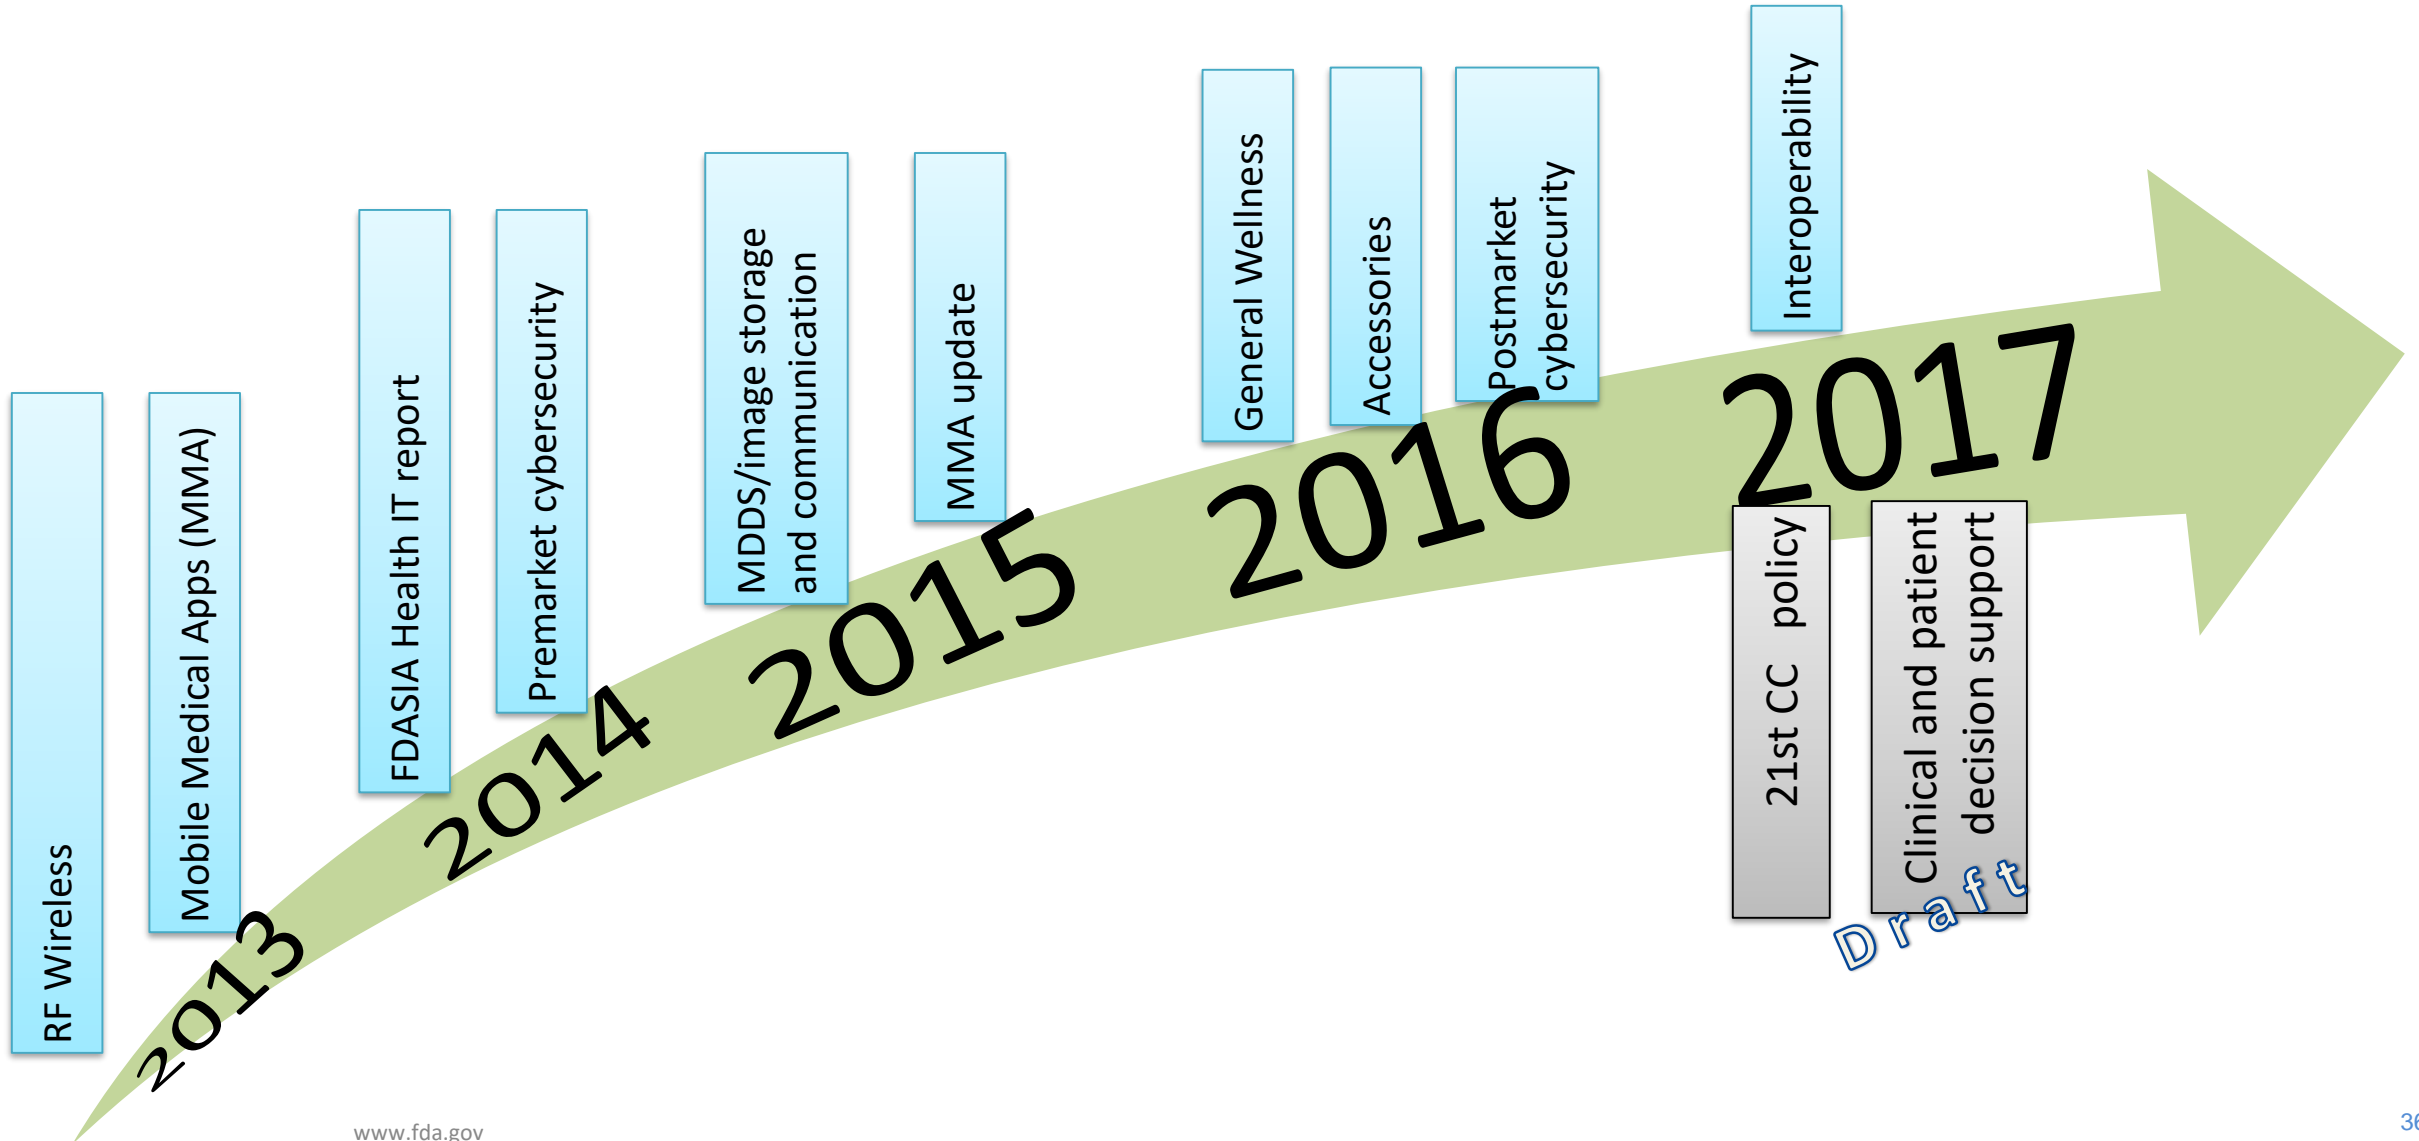 RF Wireless
Mobile Medical Apps (MMA)
2013
FDASIA Health IT report
Premarket cybersecurity
2014
MDDS/image storage
and communication
MMA update
2015
General Wellness
Accessories
Postmarket
cybersecurity
2016
Interoperability
2017
21st CC policy
Clinical and patient
decision support
Draft
www.fda.gov
36